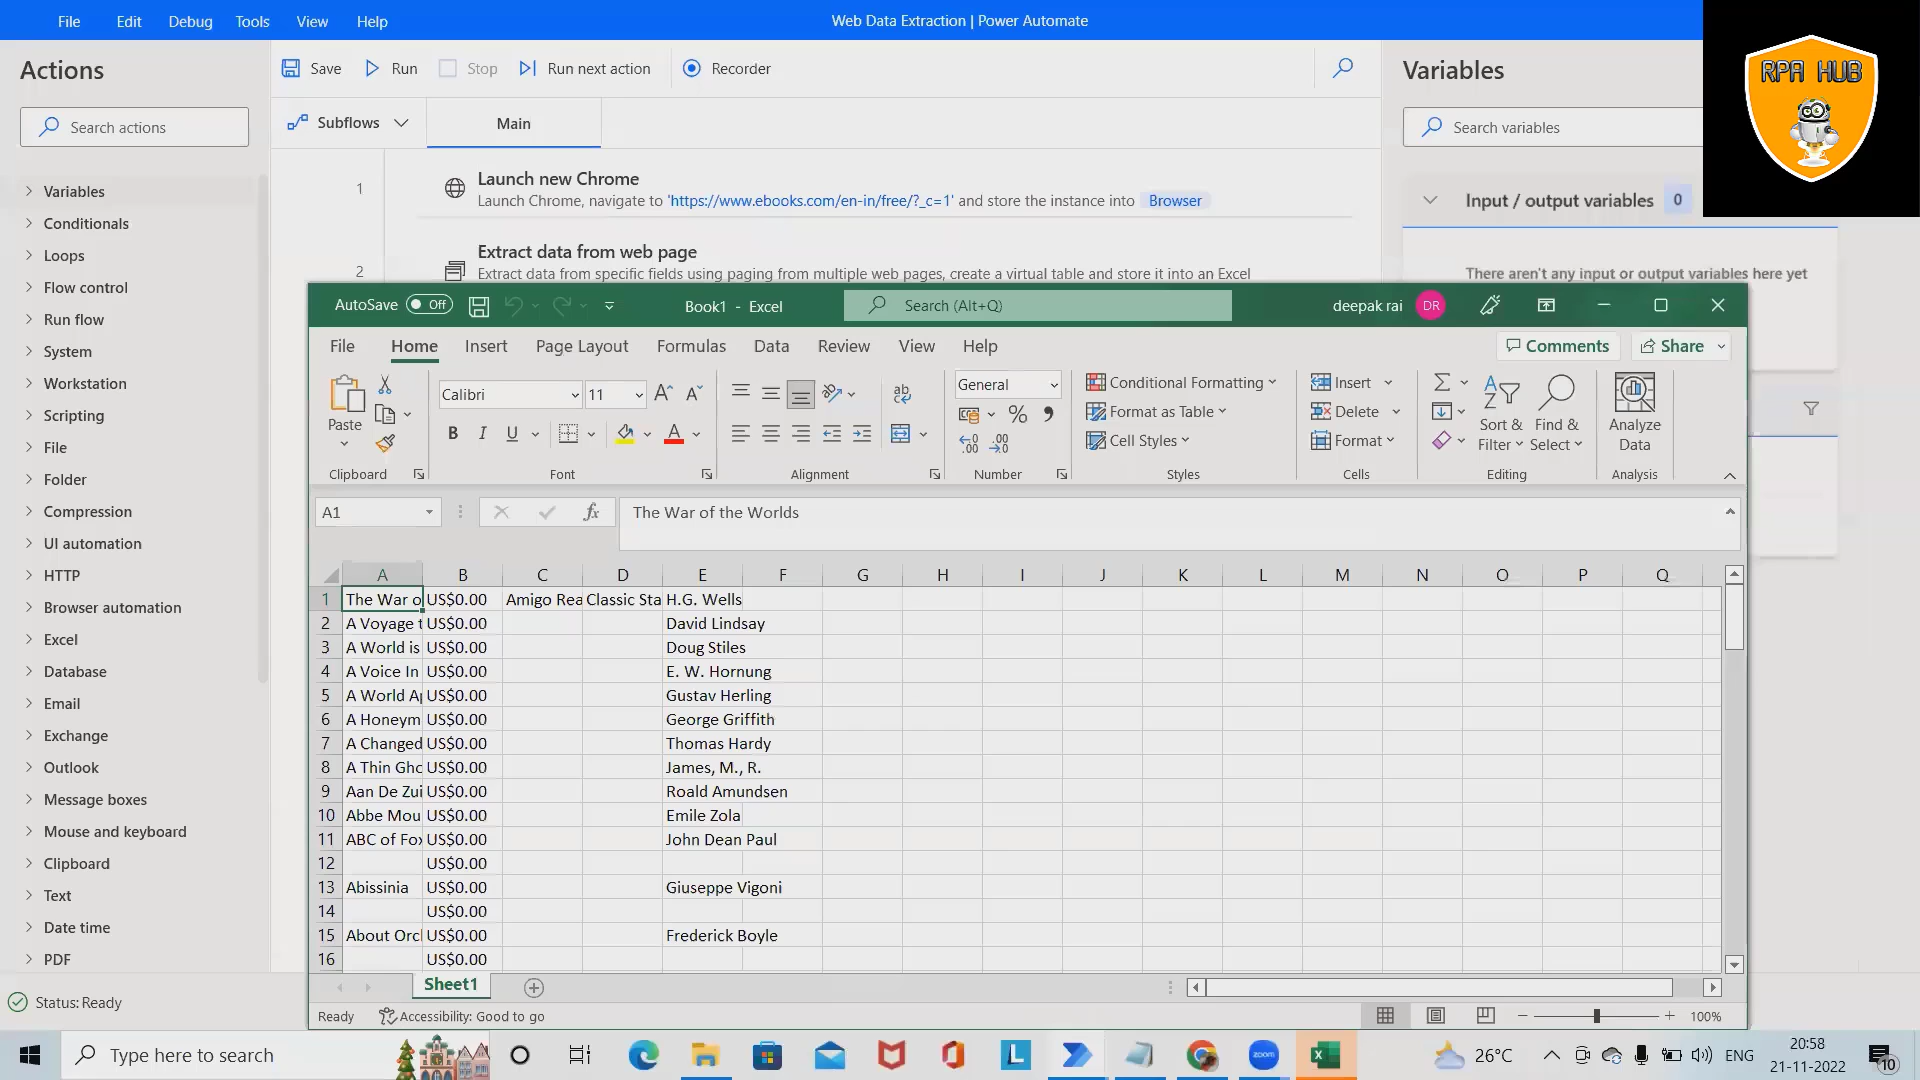 File Edit Debug Tools View Help
Web Data Extraction | Power Automate
RPA HUB
Actions
Search actions
Variables
Conditionals
Loops
Flow control
Run flow
System
Workstation
Scripting
File
Folder
Compression
UI automation
HTTP
Browser automation
Excel
Database
Email
Exchange
Outlook
Message boxes
Mouse and keyboard
Clipboard
Text
Date time
PDF
Status: Ready
Save Run Stop Run next action Recorder
Subflows Main
1 Launch new Chrome
Launch Chrome, navigate to 'https://www.ebooks.com/en-in/free/?_c=1' and store the instance into Browser
2 Extract data from web page
Extract data from specific fields using paging from multiple web pages, create a virtual table and store it into an Excel
Variables
Search variables
Input / output variables 0
There aren't any input or output variables here yet
AutoSave Off Book1 - Excel Search (Alt+Q) deepak rai DR
File Home Insert Page Layout Formulas Data Review View Help Comments Share
Paste
Clipboard
Calibri 11
B I U A
Font
ab
Alignment
General
% 
Number
Conditional Formatting
Format as Table
Cell Styles
Styles
Insert
Delete
Format
Cells
Sort & Filter
Find & Select
Editing
Analyze Data
Analysis
A1 fx The War of the Worlds
A B C D E F G H I J K L M N O P Q
1 The War o US$0.00 Amigo Rea Classic Sta H.G. Wells
2 A Voyage t US$0.00 David Lindsay
3 A World is US$0.00 Doug Stiles
4 A Voice In US$0.00 E. W. Hornung
5 A World Ap US$0.00 Gustav Herling
6 A Honeym US$0.00 George Griffith
7 A Changed US$0.00 Thomas Hardy
8 A Thin Gho US$0.00 James, M., R.
9 Aan De Zui US$0.00 Roald Amundsen
10 Abbe Mou US$0.00 Emile Zola
11 ABC of Fox US$0.00 John Dean Paul
12 US$0.00
13 Abissinia US$0.00 Giuseppe Vigoni
14 US$0.00
15 About Orc US$0.00 Frederick Boyle
16 US$0.00
Sheet1
Ready Accessibility: Good to go 100%
Type here to search
L
zoom
26°C
ENG
20:58
21-11-2022
10